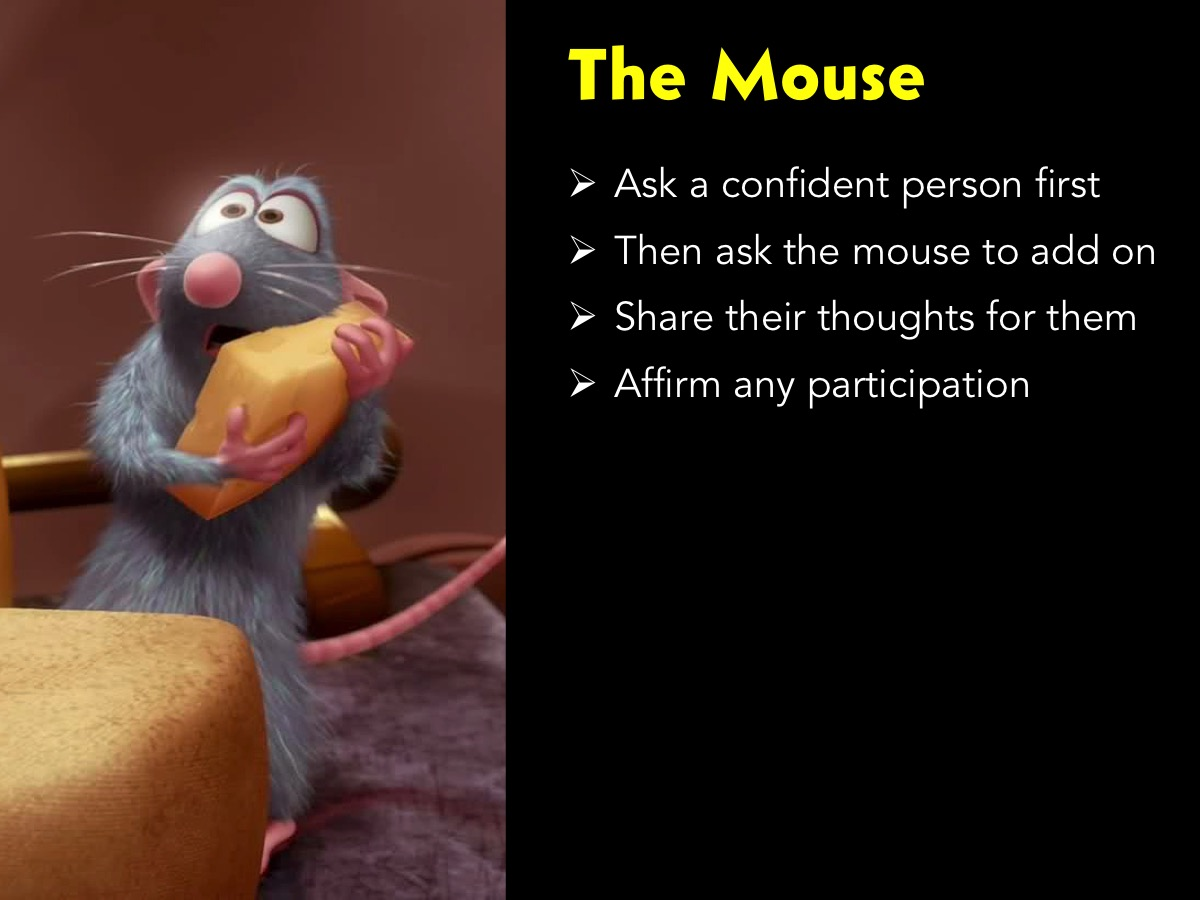 The Mouse
➢ Ask a confident person first
➢ Then ask the mouse to add on
➢ Share their thoughts for them
➢ Affirm any participation